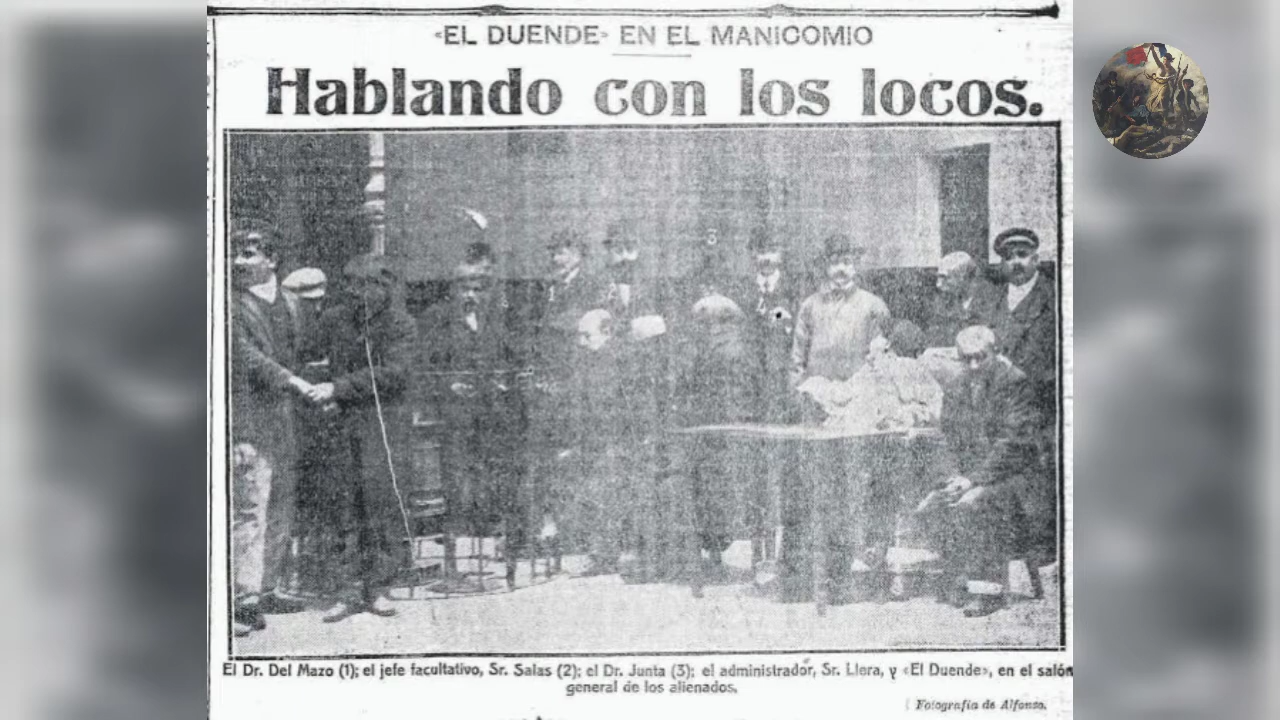 «EL DUENDE» EN EL MANICOMIO
Hablando con los locos.
3
El Dr. Del Mazo (1); el jefe facultativo, Sr. Salas (2); el Dr. Junta (3); el administrador, Sr. Llera, y «El Duende», en el salón
general de los alienados.
Fotografía de Alfonso.